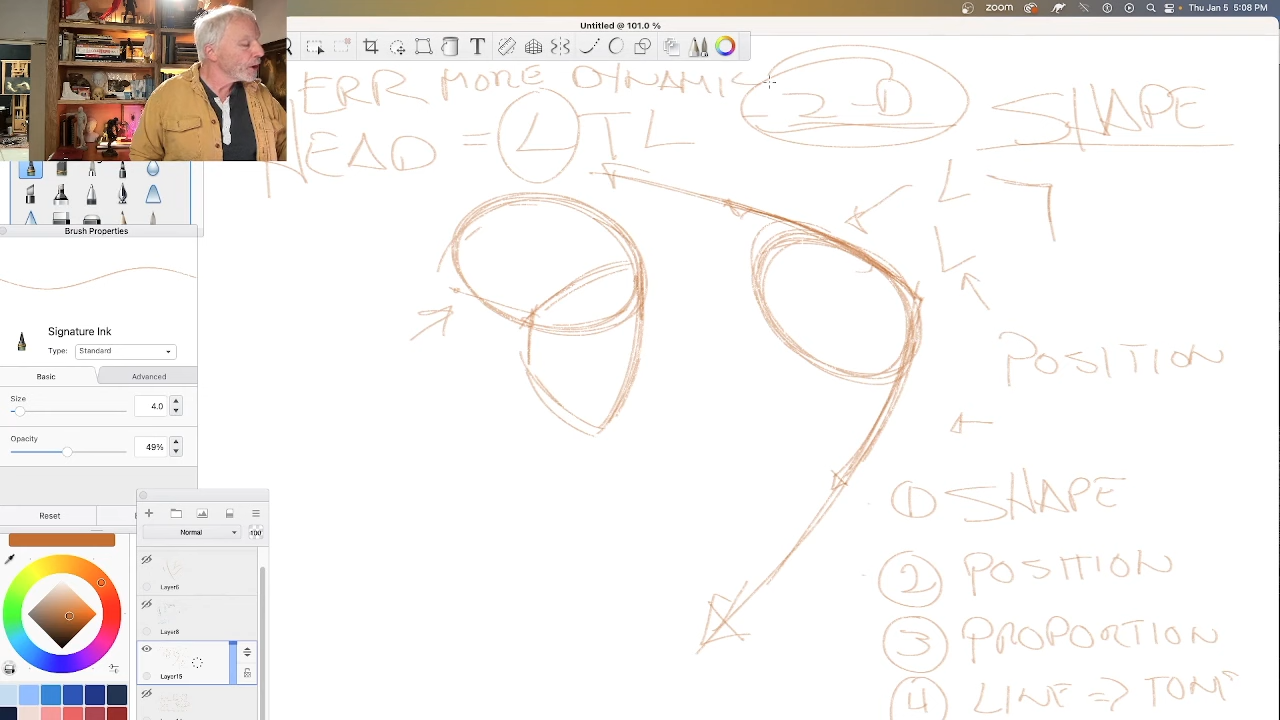 zoom
Thu Jan 5 5:08 PM
Untitled @ 101.0 %
T
ERR MORE DYNAMIC
HEAD = L T L
2-D
SHAPE
L 7
L
Brush Properties
Signature Ink
Type: Standard
Basic Advanced
Size
4.0
Opacity
49%
Reset
Normal
Layer6
Layer8
Layer15
POSITION
1 SHAPE
2 POSITION
3 PROPORTION
4 LINE => TONE